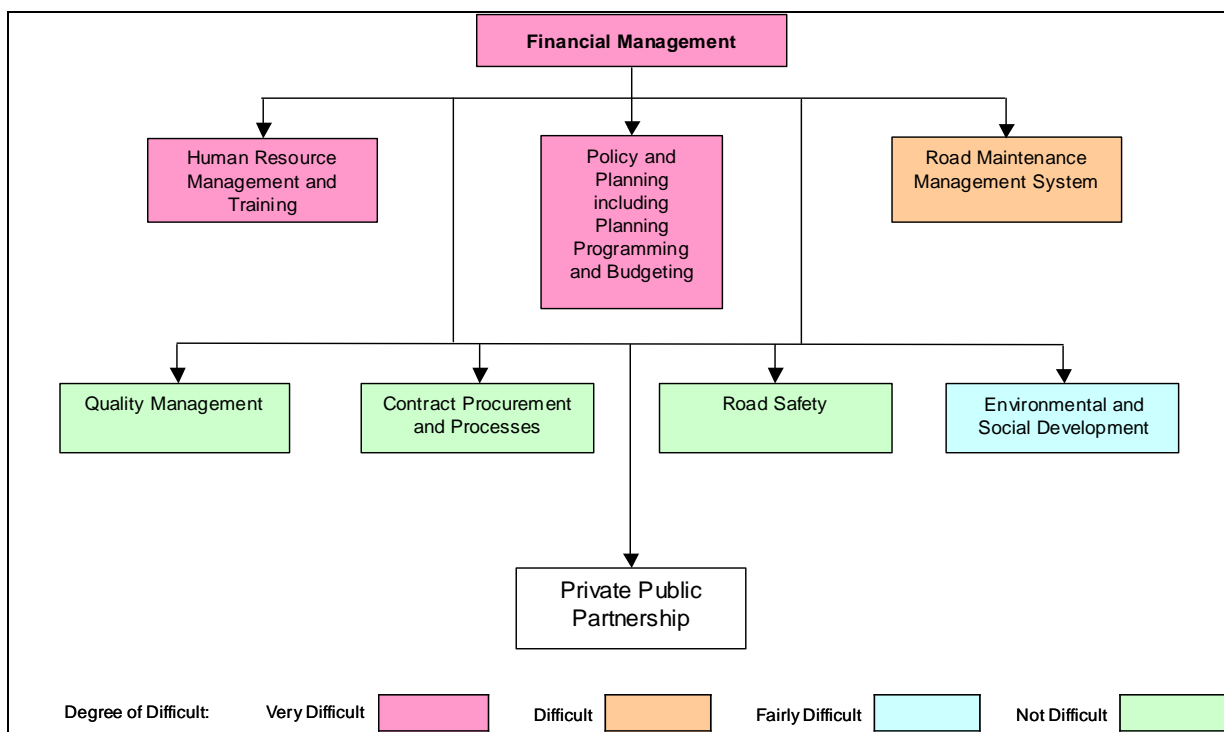 Financial Management
Human Resource
Management and
Training
Policy and
Planning
including
Planning
Programming
and Budgeting
Road Maintenance
Management System
Quality Management
Contract Procurement
and Processes
Road Safety
Environmental and
Social Development
Private Public
Partnership
Degree of Difficult: Very Difficult Difficult Fairly Difficult Not Difficult